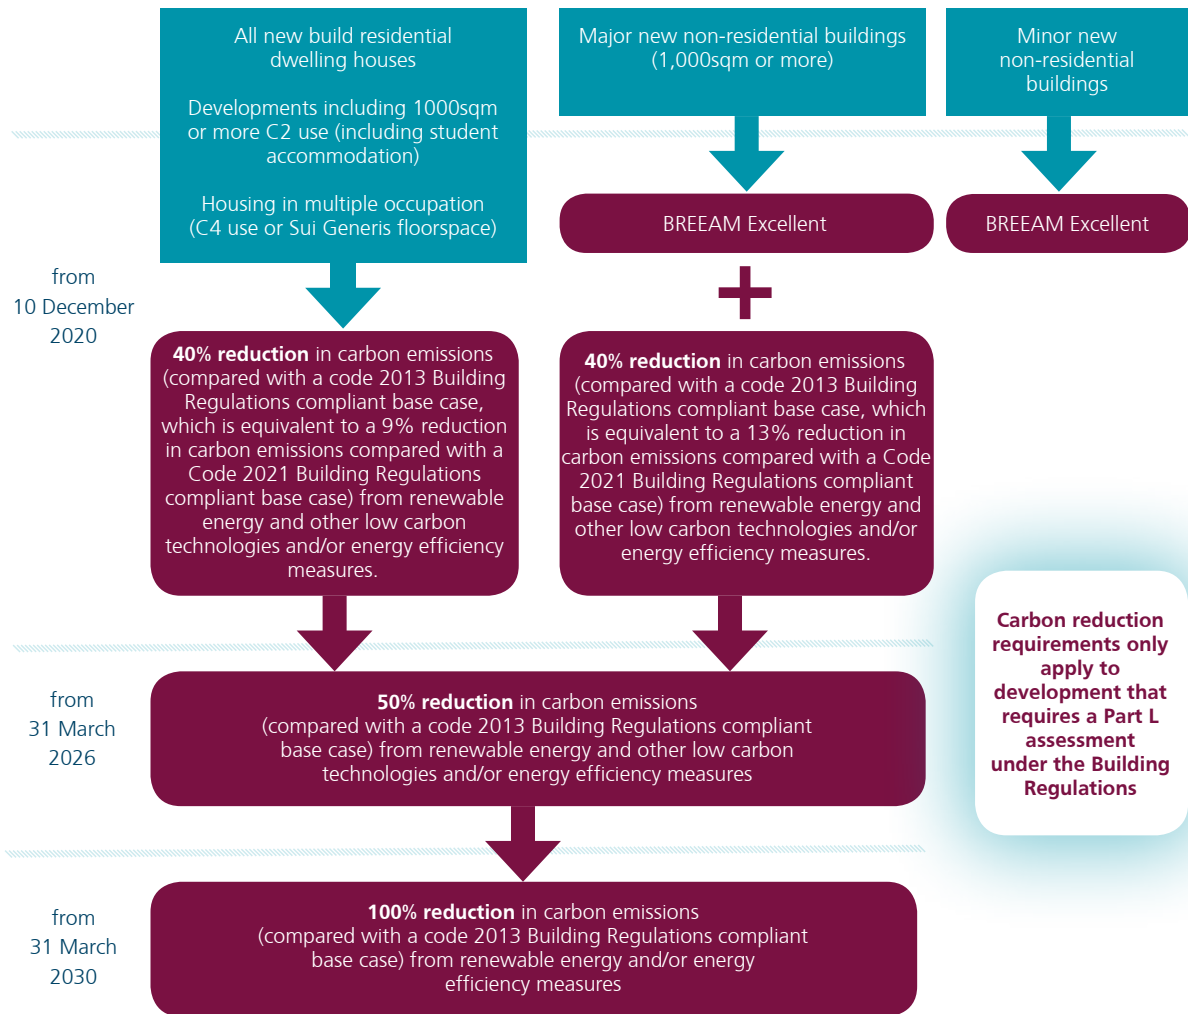 All new build residential
dwelling houses
Developments including 1000sqm
or more C2 use (including student
accommodation)
Housing in multiple occupation
(C4 use or Sui Generis floorspace)
Major new non-residential buildings
(1,000sqm or more)
Minor new
non-residential
buildings
from
10 December
2020
BREEAM Excellent
BREEAM Excellent
+
40% reduction in carbon emissions
(compared with a code 2013 Building
Regulations compliant base case,
which is equivalent to a 9% reduction
in carbon emissions compared with a
Code 2021 Building Regulations
compliant base case) from renewable
energy and other low carbon
technologies and/or energy efficiency
measures.
40% reduction in carbon emissions
(compared with a code 2013 Building
Regulations compliant base case, which
is equivalent to a 13% reduction in
carbon emissions compared with a Code
2021 Building Regulations compliant
base case) from renewable energy and
other low carbon technologies and/or
energy efficiency measures.
Carbon reduction
requirements only
apply to
development that
requires a Part L
assessment
under the Building
Regulations
from
31 March
2026
50% reduction in carbon emissions
(compared with a code 2013 Building Regulations compliant
base case) from renewable energy and other low carbon
technologies and/or energy efficiency measures
from
31 March
2030
100% reduction in carbon emissions
(compared with a code 2013 Building Regulations compliant
base case) from renewable energy and/or energy
efficiency measures